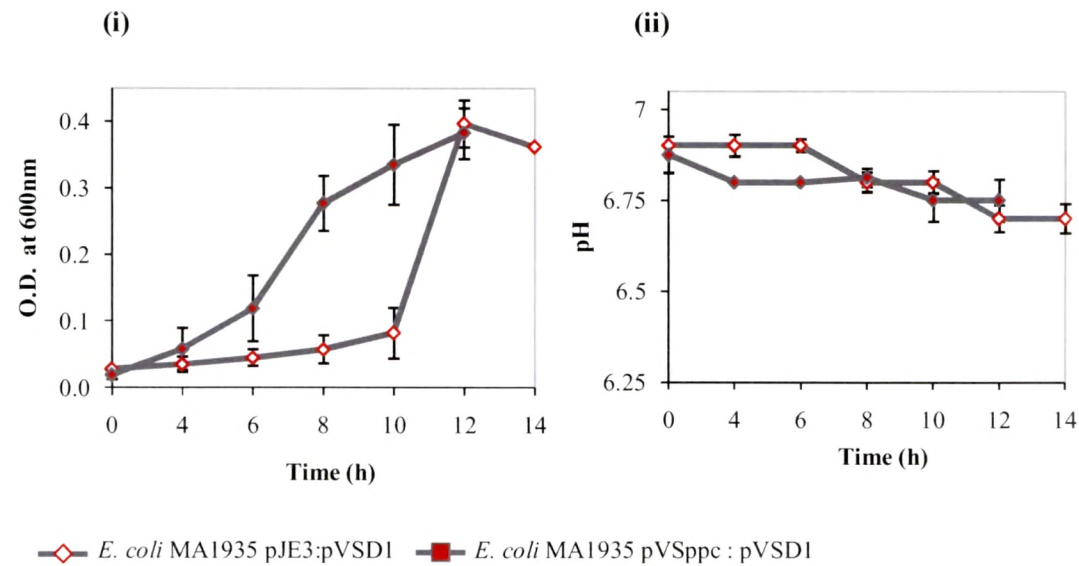 (i)
(ii)
O.D. at 600nm
0.4
0.3
0.2
0.1
0.0
0 4 6 8 10 12 14
Time (h)
pH
7
6.75
6.5
6.25
0 4 6 8 10 12 14
Time (h)
E. coli MA1935 pJE3:pVSD1
E. coli MA1935 pVSppc : pVSD1